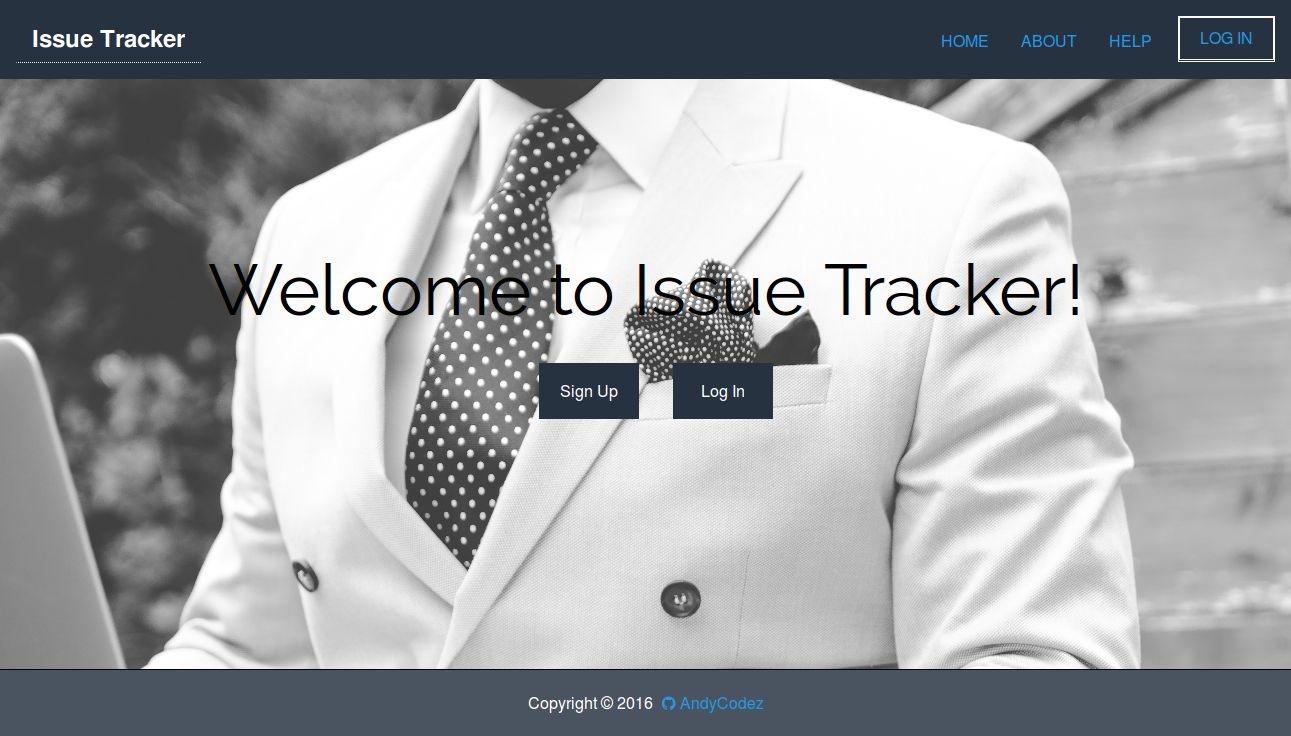 Issue Tracker
HOME ABOUT HELP LOG IN
Welcome to Issue Tracker!
Sign Up Log In
Copyright © 2016 AndyCodez